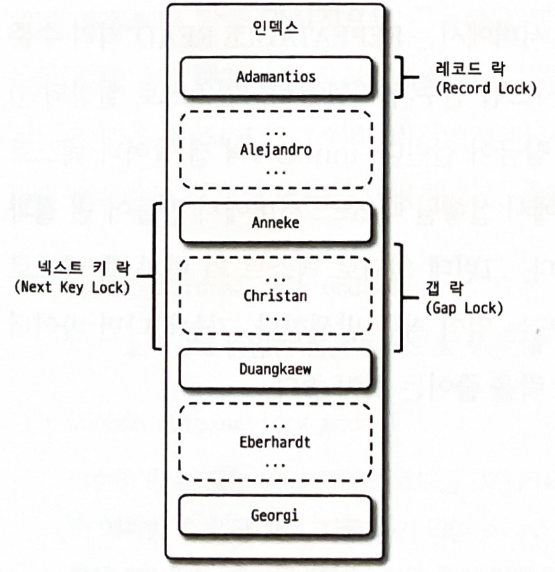 인덱스
Adamantios
레코드 락
(Record Lock)
...
Alejandro
...
Anneke
넥스트 키 락
(Next Key Lock)
...
Christan
...
갭 락
(Gap Lock)
Duangkaew
...
Eberhardt
...
Georgi